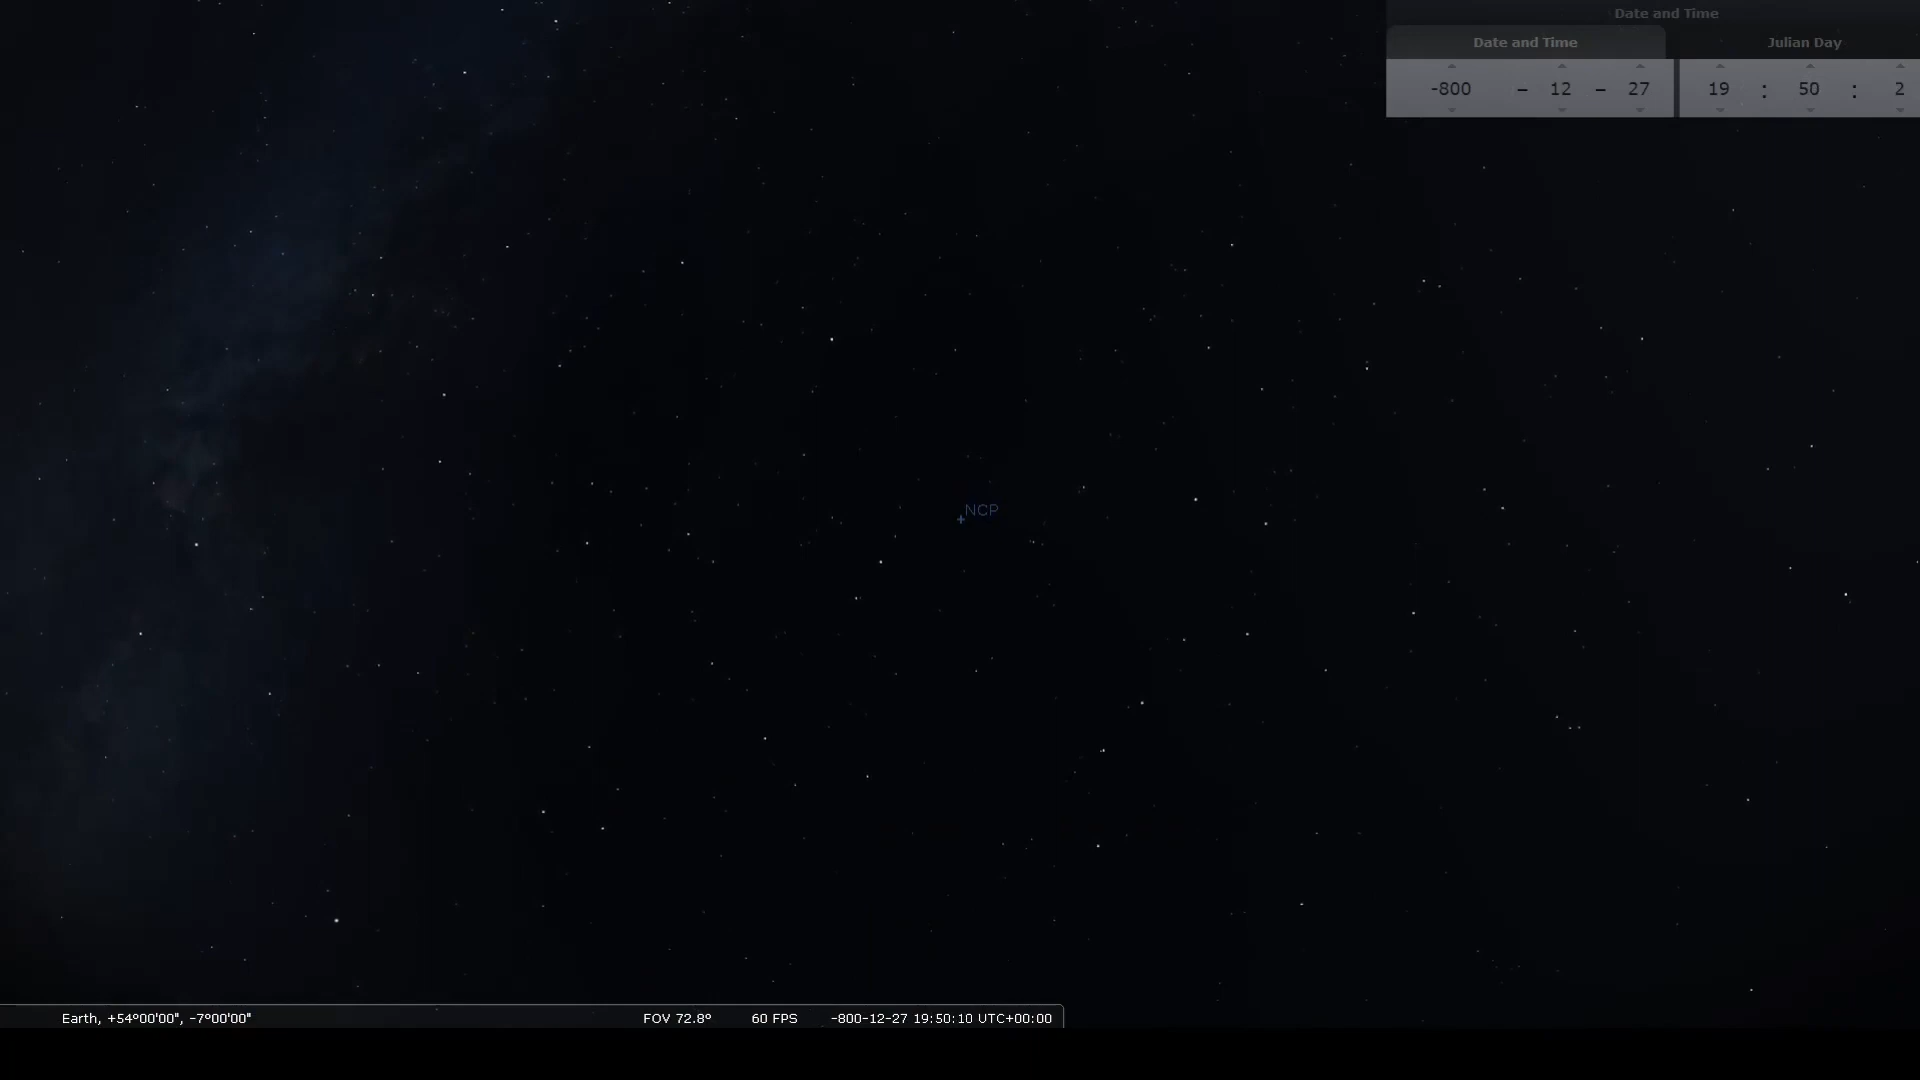 Date and Time
Date and Time Julian Day
-800 – 12 – 27 19 : 50 : 2
NCP
Earth, +54°00'00", -7°00'00" FOV 72.8° 60 FPS -800-12-27 19:50:10 UTC+00:00